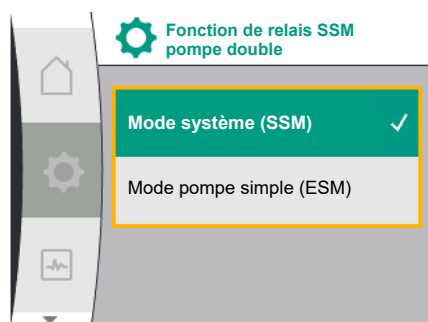 Fonction de relais SSM
pompe double
Mode système (SSM)
Mode pompe simple (ESM)